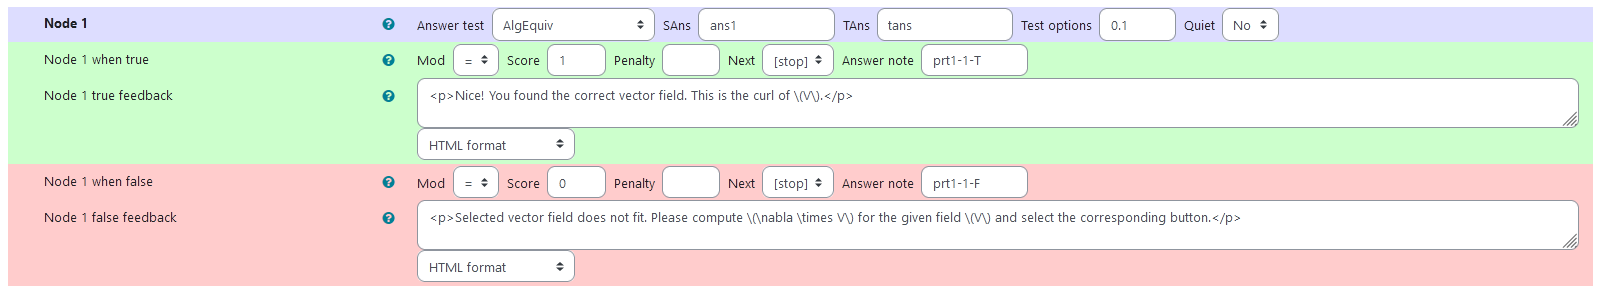 Node 1 Answer test AlgEquiv SAns ans1 TAns tans Test options 0.1 Quiet No
Node 1 when true Mod = Score 1 Penalty Next [stop] Answer note prt1-1-T
Node 1 true feedback <p>Nice! You found the correct vector field. This is the curl of \(V\).</p>
HTML format
Node 1 when false Mod = Score 0 Penalty Next [stop] Answer note prt1-1-F
Node 1 false feedback <p>Selected vector field does not fit. Please compute \(\nabla \times V\) for the given field \(V\) and select the corresponding button.</p>
HTML format